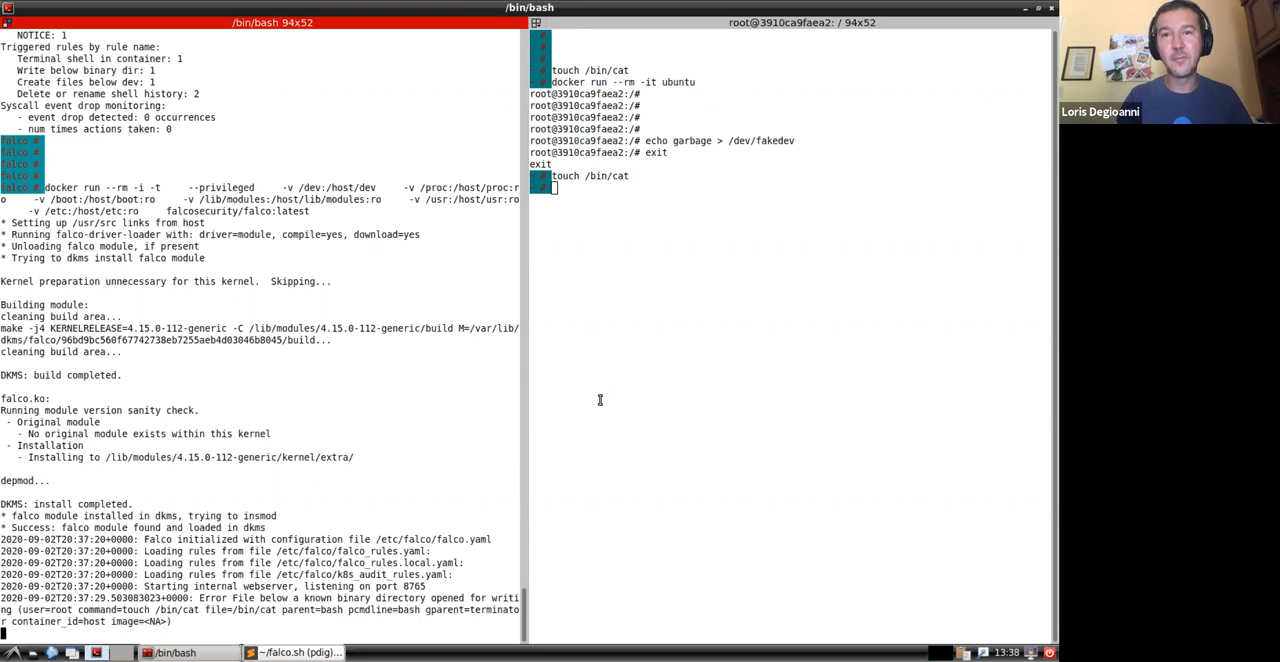 /bin/bash
/bin/bash 94x52
NOTICE: 1
Triggered rules by rule name:
Terminal shell in container: 1
Write below binary dir: 1
Create files below dev: 1
Delete or rename shell history: 2
Syscall event drop monitoring:
- event drop detected: 0 occurrences
- num times actions taken: 0
falco #
falco #
falco #
falco #
falco # docker run --rm -i -t     --privileged     -v /dev:/host/dev     -v /proc:/host/proc:r
o     -v /boot:/host/boot:ro     -v /lib/modules:/host/lib/modules:ro     -v /usr:/host/usr:ro
-v /etc:/host/etc:ro     falcosecurity/falco:latest
* Setting up /usr/src links from host
* Running falco-driver-loader with: driver=module, compile=yes, download=yes
* Unloading falco module, if present
* Trying to dkms install falco module
Kernel preparation unnecessary for this kernel.  Skipping...
Building module:
cleaning build area...
make -j4 KERNELRELEASE=4.15.0-112-generic -C /lib/modules/4.15.0-112-generic/build M=/var/lib/
dkms/falco/96bd9bc560f67742738eb7255aeb4d03046b8045/build...
cleaning build area...
DKMS: build completed.
falco.ko:
Running module version sanity check.
- Original module
- No original module exists within this kernel
- Installation
- Installing to /lib/modules/4.15.0-112-generic/kernel/extra/
depmod...
DKMS: install completed.
* falco module installed in dkms, trying to insmod
* Success: falco module found and loaded in dkms
2020-09-02T20:37:20+0000: Falco initialized with configuration file /etc/falco/falco.yaml
2020-09-02T20:37:20+0000: Loading rules from file /etc/falco/falco_rules.yaml:
2020-09-02T20:37:20+0000: Loading rules from file /etc/falco/falco_rules.local.yaml:
2020-09-02T20:37:20+0000: Loading rules from file /etc/falco/k8s_audit_rules.yaml:
2020-09-02T20:37:20+0000: Starting internal webserver, listening on port 8765
2020-09-02T20:37:29.503083023+0000: Error File below a known binary directory opened for writi
ng (user=root command=touch /bin/cat file=/bin/cat parent=bash pcmdline=bash gparent=terminato
r container_id=host image=<NA>)
root@3910ca9faea2: / 94x52
~ #
~ #
~ #
~ # touch /bin/cat
~ # docker run --rm -it ubuntu
root@3910ca9faea2:/#
root@3910ca9faea2:/#
root@3910ca9faea2:/#
root@3910ca9faea2:/#
root@3910ca9faea2:/# echo garbage > /dev/fakedev
root@3910ca9faea2:/# exit
exit
~ # touch /bin/cat
~ #
Loris Degioanni
/bin/bash
~/falco.sh (pdig)...
13:38